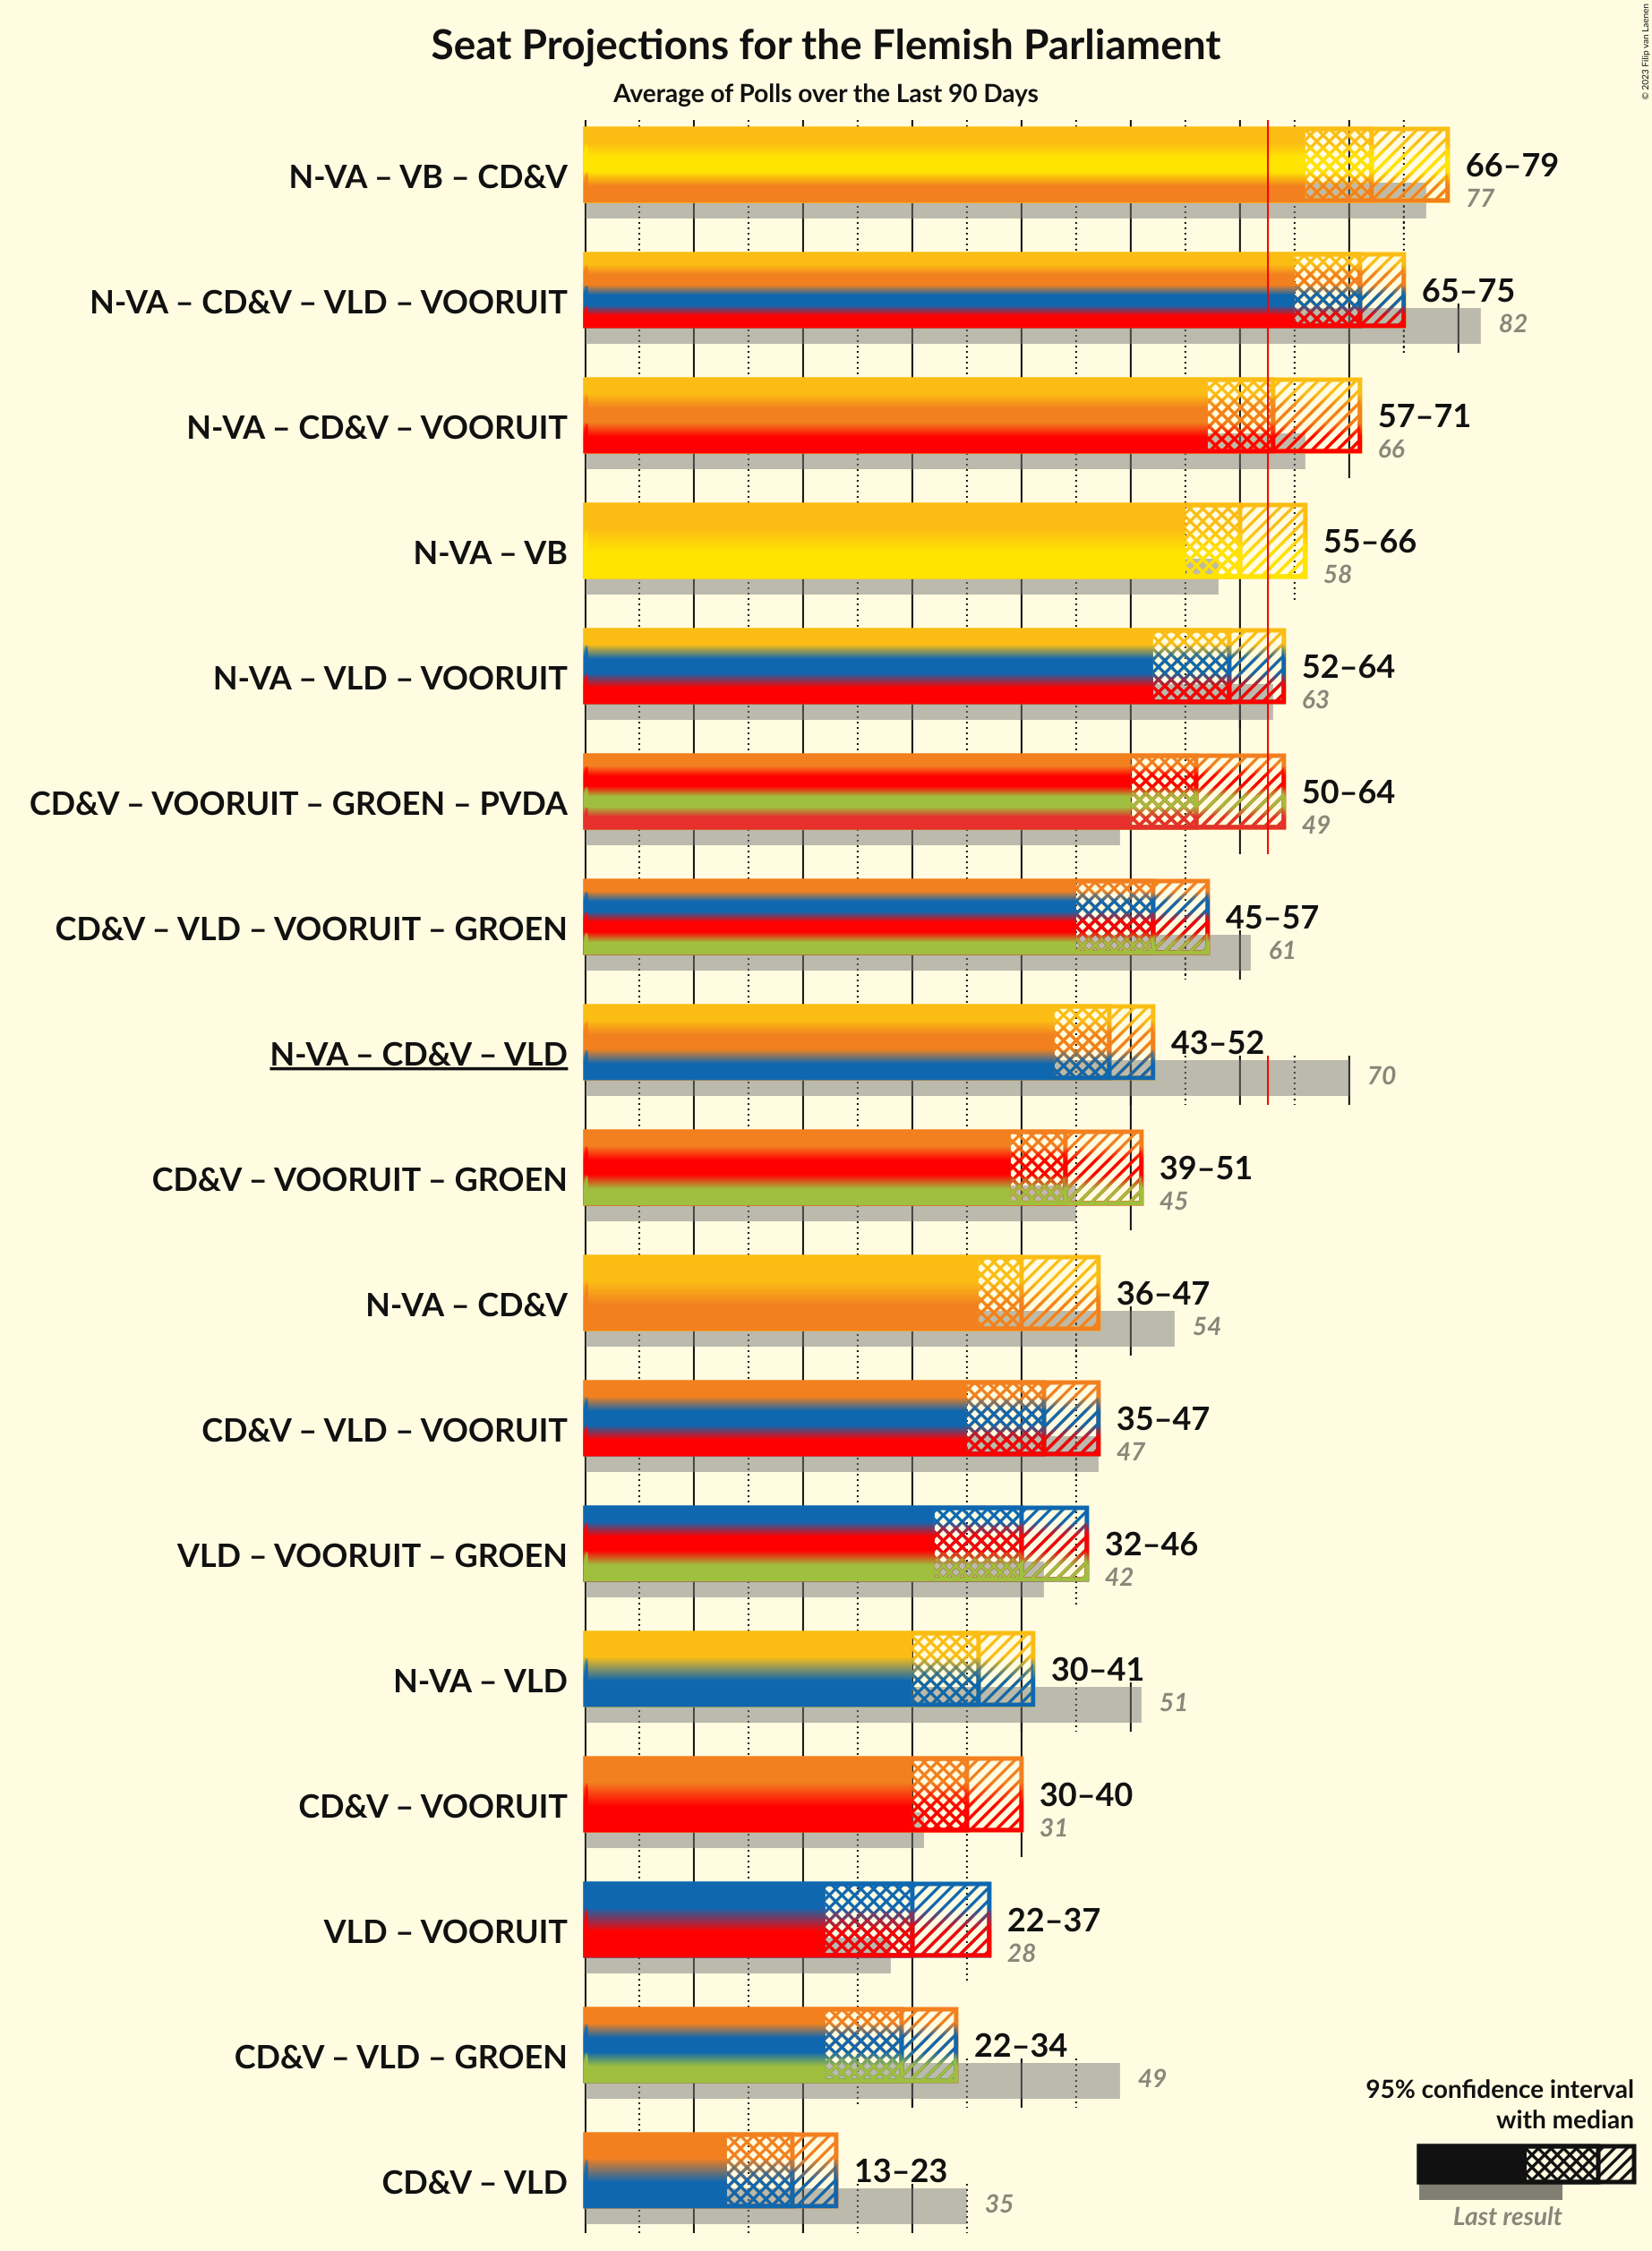 Seat Projections for the Flemish Parliament
Average of Polls over the Last 90 Days
© 2023 Filip van Laenen
N-VA – VB – CD&V
66–79
77
N-VA – CD&V – VLD – VOORUIT
65–75
82
N-VA – CD&V – VOORUIT
57–71
66
N-VA – VB
55–66
58
N-VA – VLD – VOORUIT
52–64
63
CD&V – VOORUIT – GROEN – PVDA
50–64
49
CD&V – VLD – VOORUIT – GROEN
45–57
61
N-VA – CD&V – VLD
43–52
70
CD&V – VOORUIT – GROEN
39–51
45
N-VA – CD&V
36–47
54
CD&V – VLD – VOORUIT
35–47
47
VLD – VOORUIT – GROEN
32–46
42
N-VA – VLD
30–41
51
CD&V – VOORUIT
30–40
31
VLD – VOORUIT
22–37
28
CD&V – VLD – GROEN
22–34
49
CD&V – VLD
13–23
35
95% confidence interval
with median
Last result